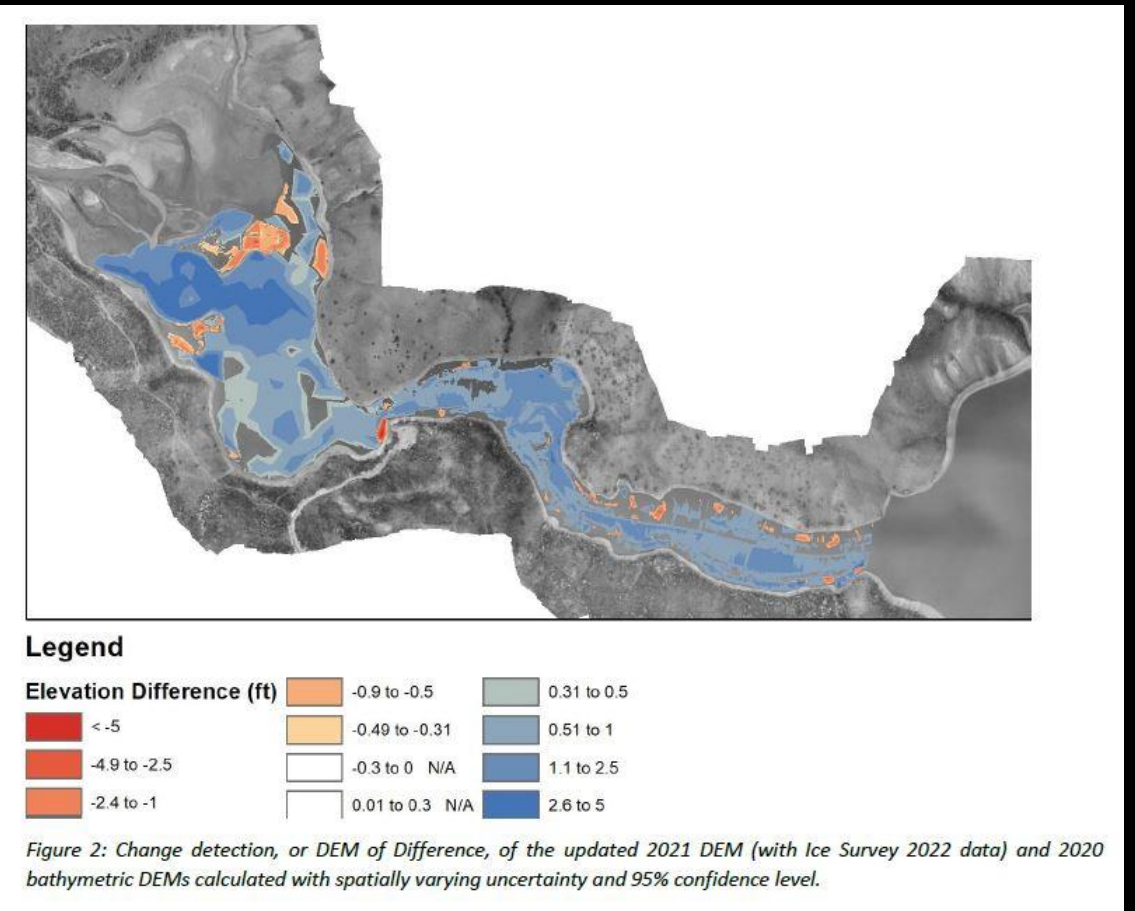 Legend
Elevation Difference (ft)
< -5
-4.9 to -2.5
-2.4 to -1
-0.9 to -0.5
-0.49 to -0.31
-0.3 to 0 N/A
0.01 to 0.3 N/A
0.31 to 0.5
0.51 to 1
1.1 to 2.5
2.6 to 5
Figure 2: Change detection, or DEM of Difference, of the updated 2021 DEM (with Ice Survey 2022 data) and 2020
bathymetric DEMs calculated with spatially varying uncertainty and 95% confidence level.